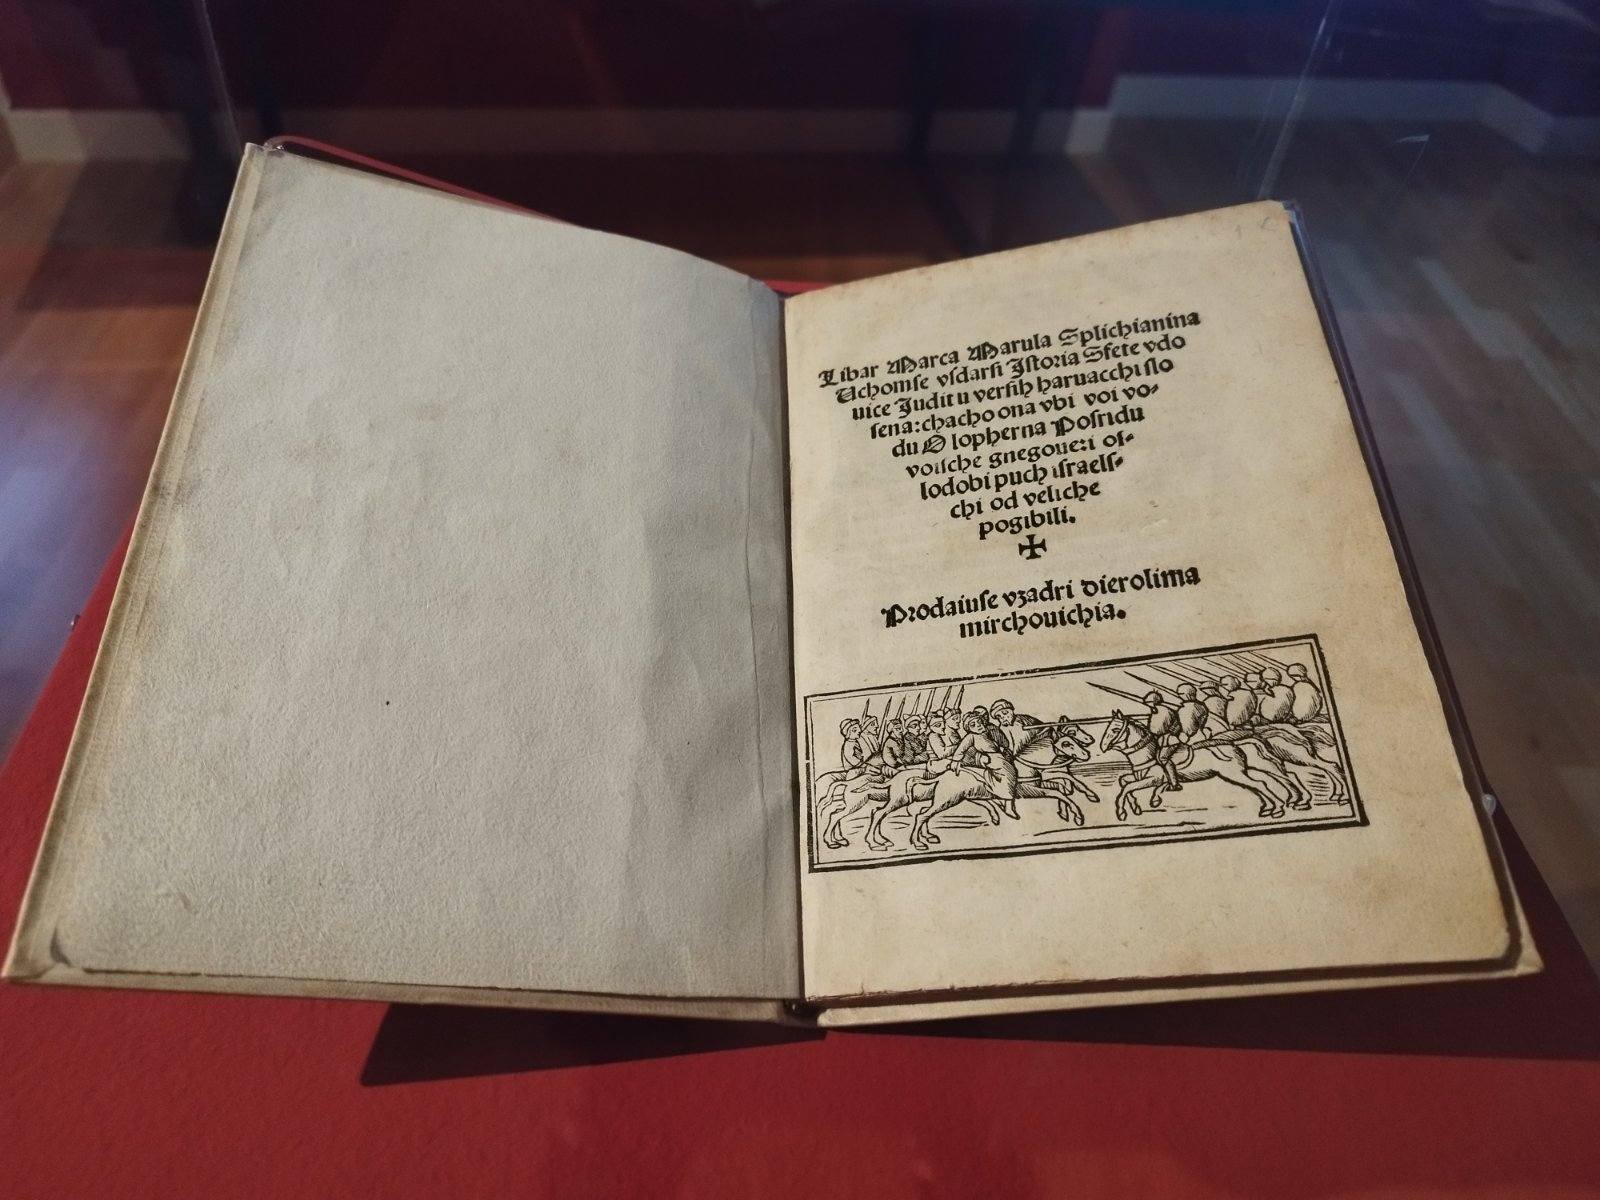 Libar Marca Marula Splichianina
Uchomse vsdarsi Istoria Sfete vdo
uice Judit u versih haruacchi slo
sena: chacho ona vbi voi vo-
du Olopherna Posridu
voische gnegoueri os-
lodobi puch israels-
chi od veliche
pogibili.
✠
Prodaiuse vzadri dierolima
mirchouichia.